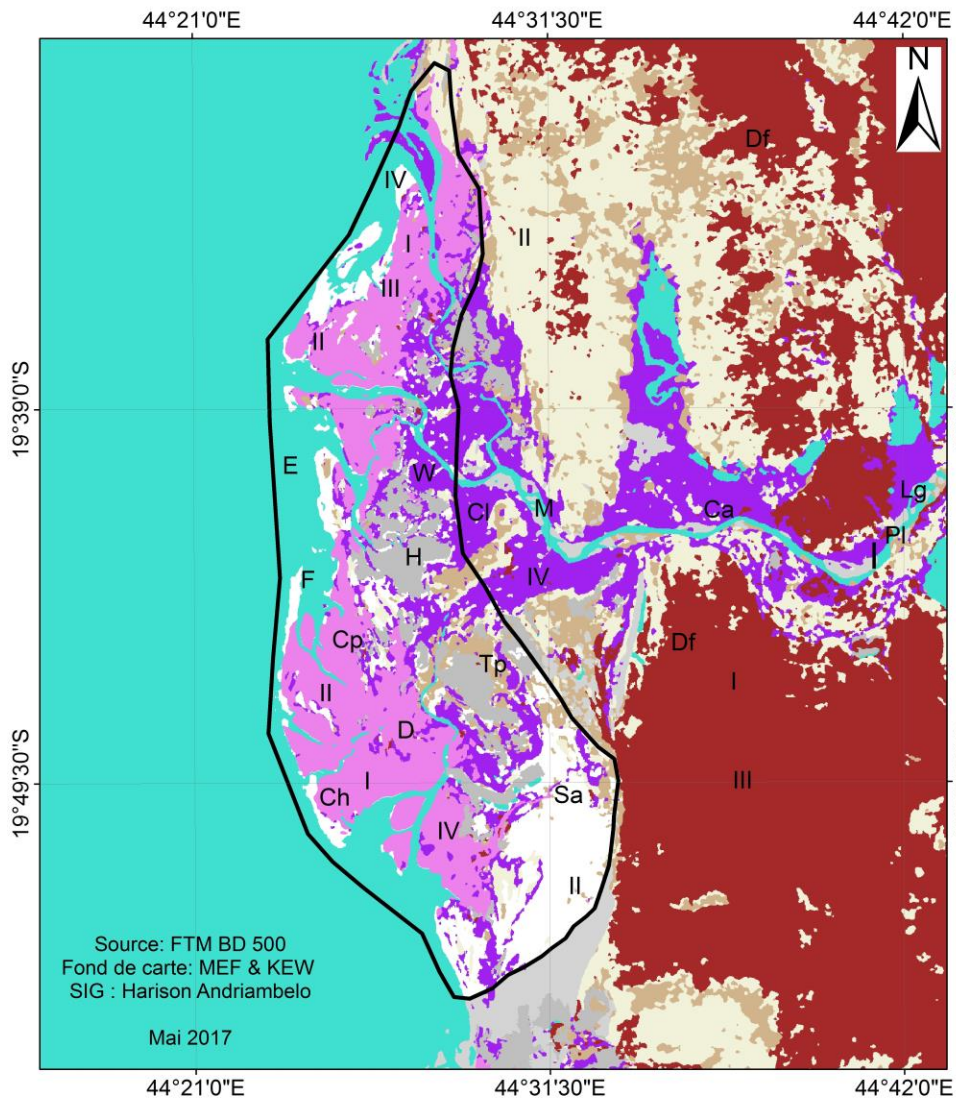 44°21'0"E 44°31'30"E 44°42'0"E
N
Df
IV
II
I
III
II
19°39'0"S
E
W
Lg
Cl
M
Ca
Pl
I
H
IV
F
Cp
Df
Tp
I
II
D
19°49'30"S
I
III
Ch
Sa
IV
II
Source: FTM BD 500
Fond de carte: MEF & KEW
SIG : Harison Andriambelo
Mai 2017
44°21'0"E 44°31'30"E 44°42'0"E